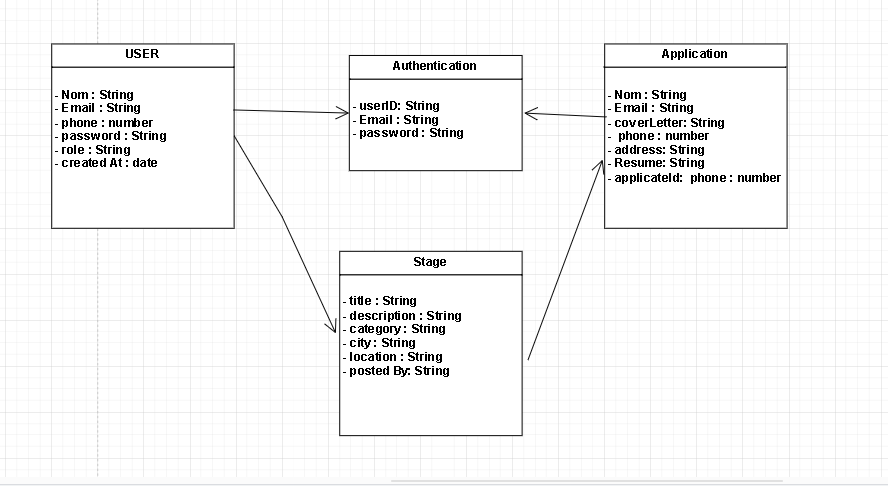 USER
- Nom : String
- Email : String
- phone : number
- password : String
- role : String
- created At : date
Authentication
- userID: String
- Email : String
- password : String
Application
- Nom : String
- Email : String
- coverLetter: String
- phone : number
- address: String
- Resume: String
- applicateId: phone : number
Stage
- title : String
- description : String
- category : String
- city : String
- location : String
- posted By: String